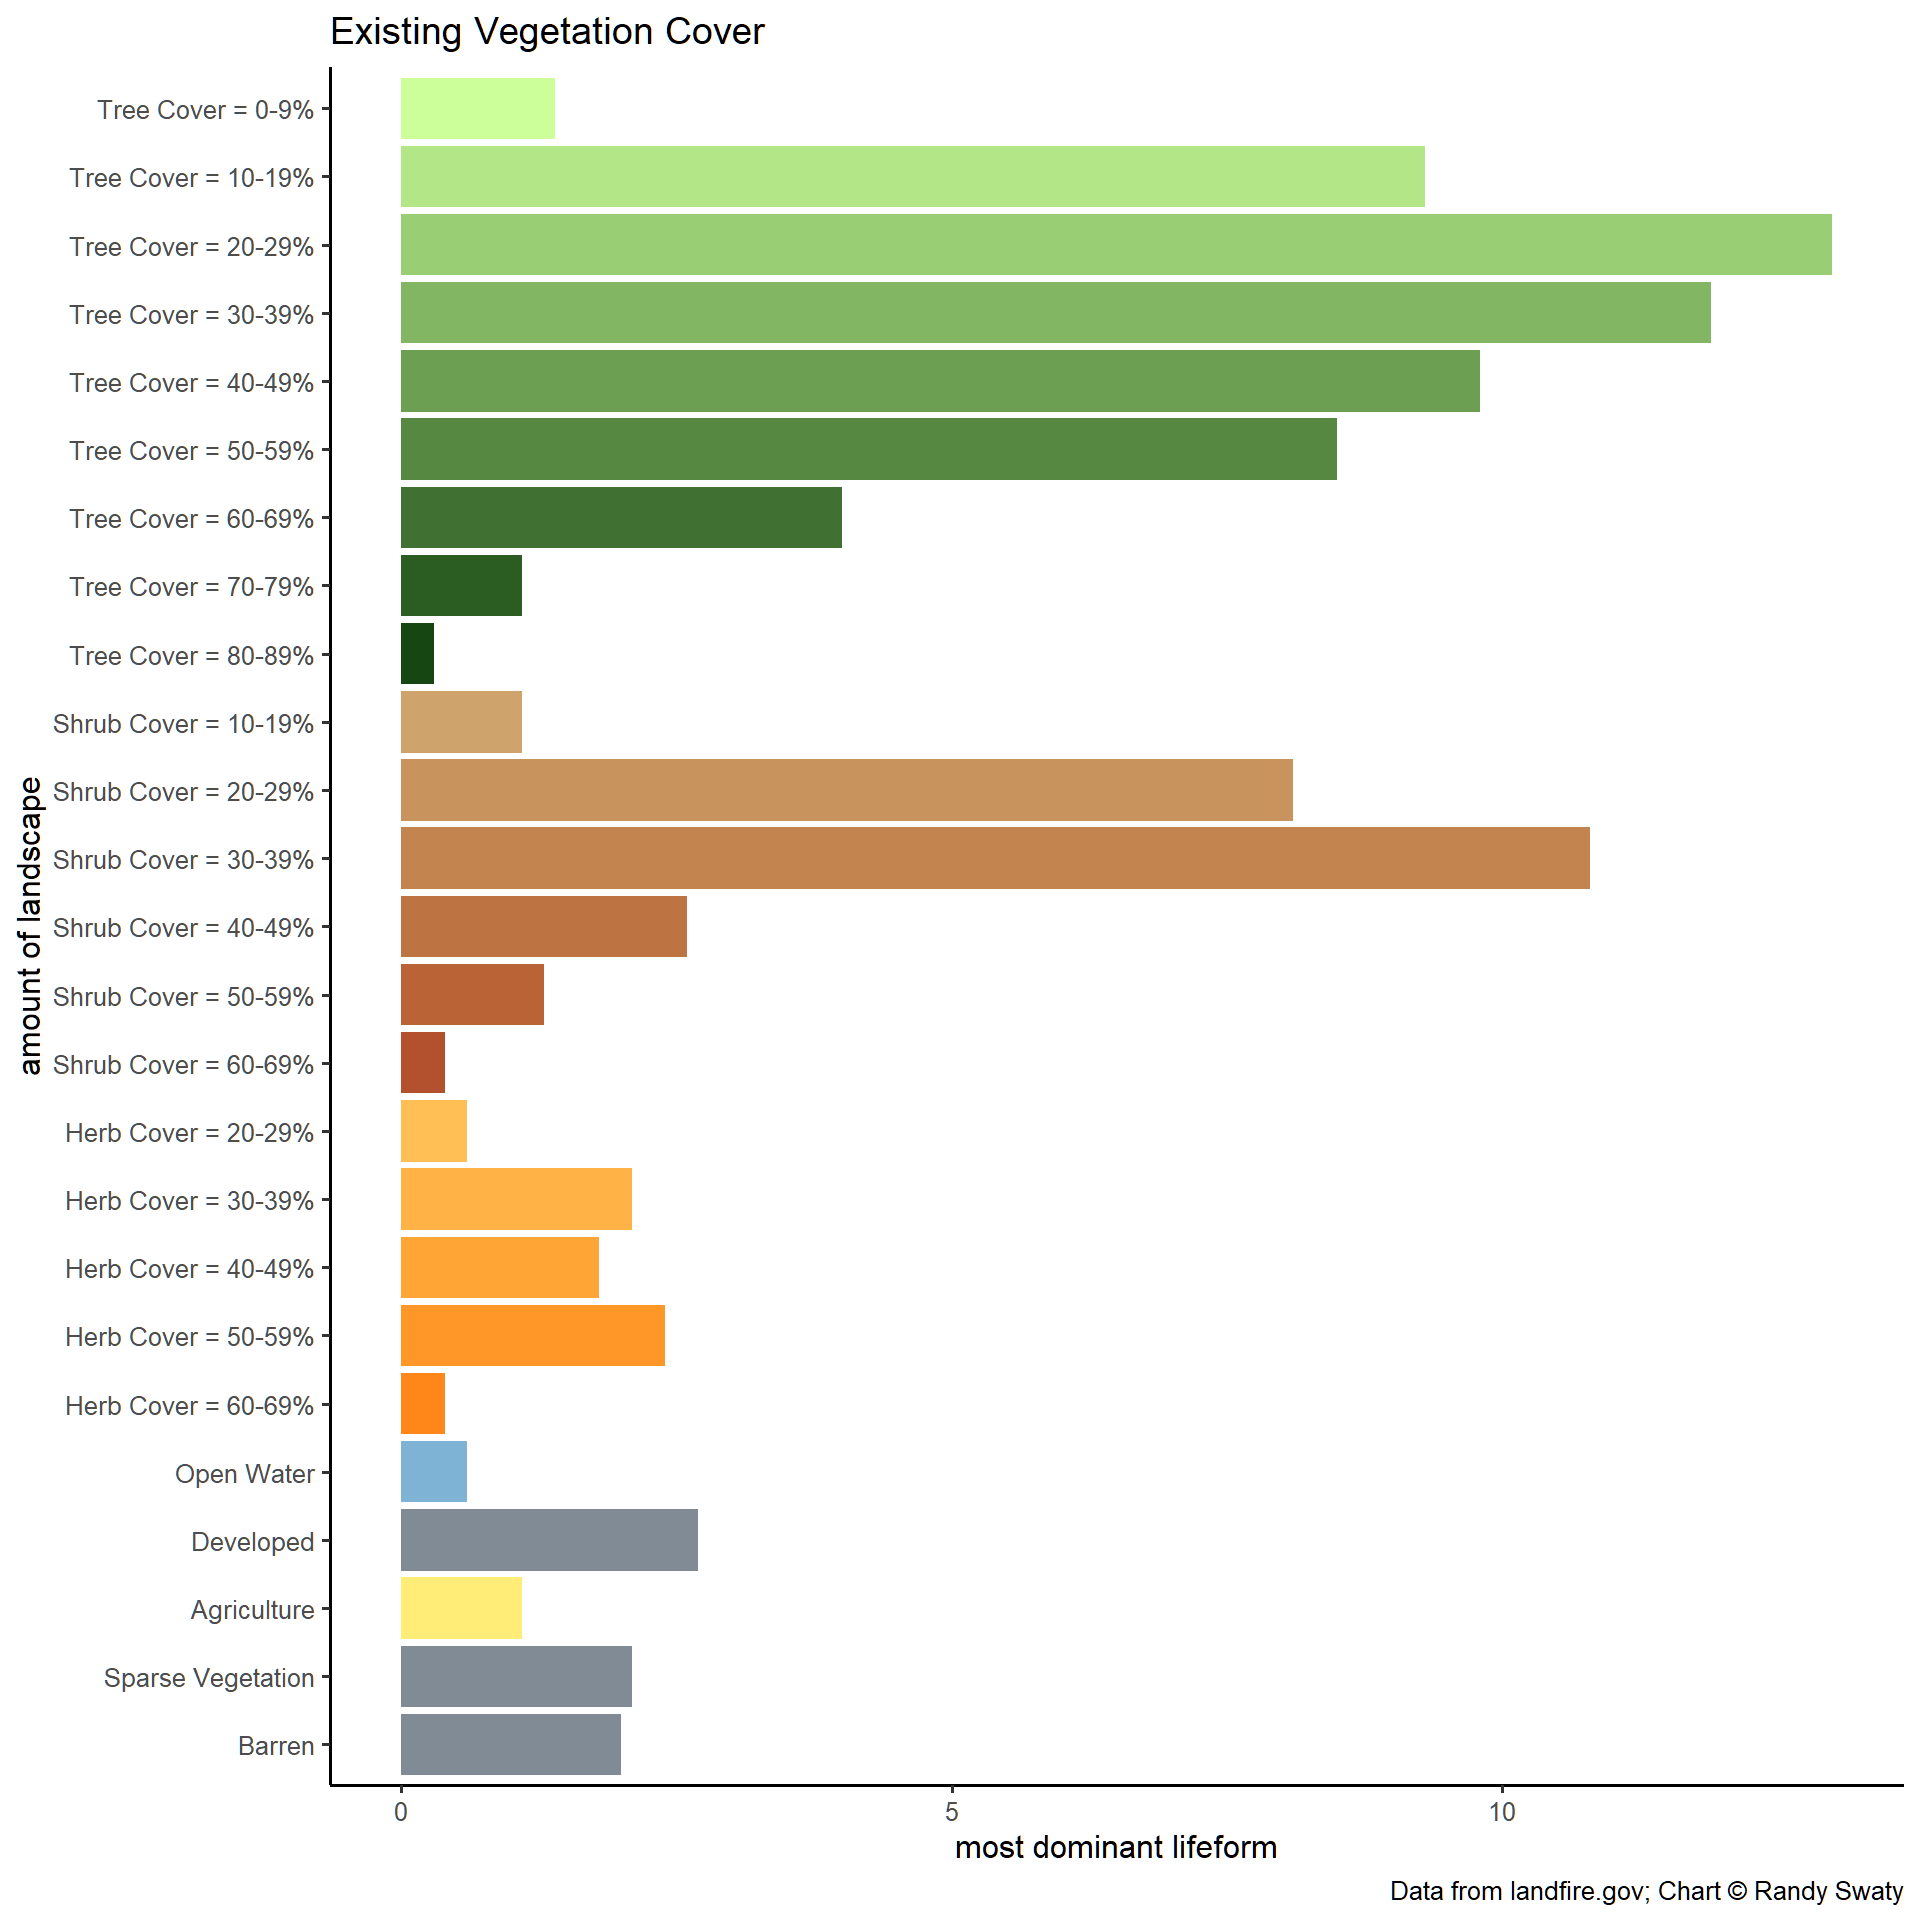 Existing Vegetation Cover
Tree Cover = 0-9%
Tree Cover = 10-19%
Tree Cover = 20-29%
Tree Cover = 30-39%
Tree Cover = 40-49%
Tree Cover = 50-59%
Tree Cover = 60-69%
Tree Cover = 70-79%
Tree Cover = 80-89%
Shrub Cover = 10-19%
Shrub Cover = 20-29%
Shrub Cover = 30-39%
Shrub Cover = 40-49%
Shrub Cover = 50-59%
Shrub Cover = 60-69%
Herb Cover = 20-29%
Herb Cover = 30-39%
Herb Cover = 40-49%
Herb Cover = 50-59%
Herb Cover = 60-69%
Open Water
Developed
Agriculture
Sparse Vegetation
Barren
amount of landscape
0 5 10
most dominant lifeform
Data from landfire.gov; Chart © Randy Swaty